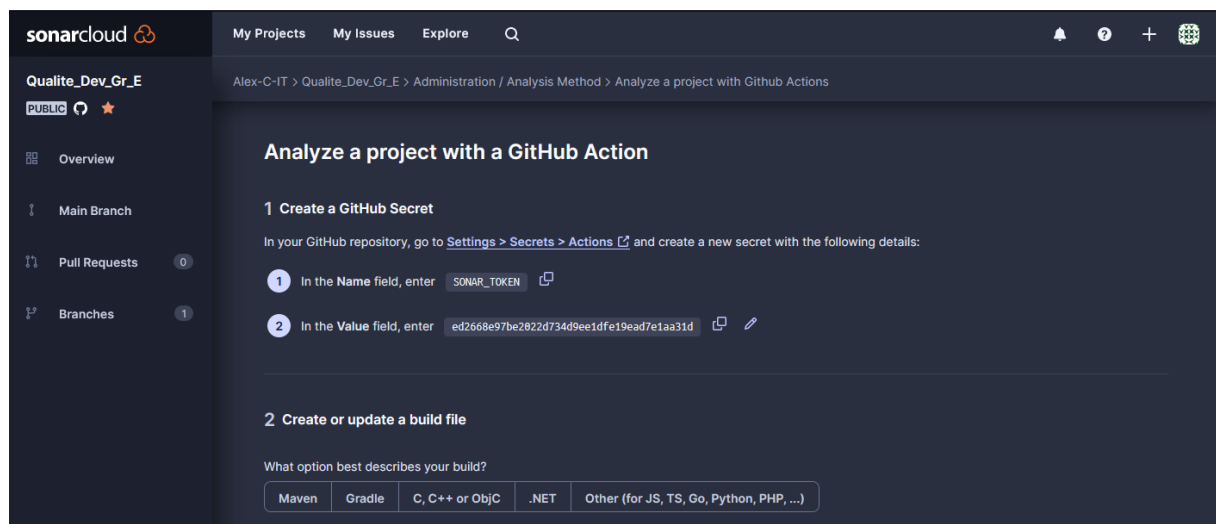 sonarcloud
My Projects My Issues Explore
Qualite_Dev_Gr_E
PUBLIC
Alex-C-IT > Qualite_Dev_Gr_E > Administration / Analysis Method > Analyze a project with Github Actions
Overview
Main Branch
Pull Requests 0
Branches 1
Analyze a project with a GitHub Action
1 Create a GitHub Secret
In your GitHub repository, go to Settings > Secrets > Actions and create a new secret with the following details:
1 In the Name field, enter SONAR_TOKEN
2 In the Value field, enter ed2668e97be2022d734d9ee1dfe19ead7e1aa31d
2 Create or update a build file
What option best describes your build?
Maven Gradle C, C++ or ObjC .NET Other (for JS, TS, Go, Python, PHP, ...)